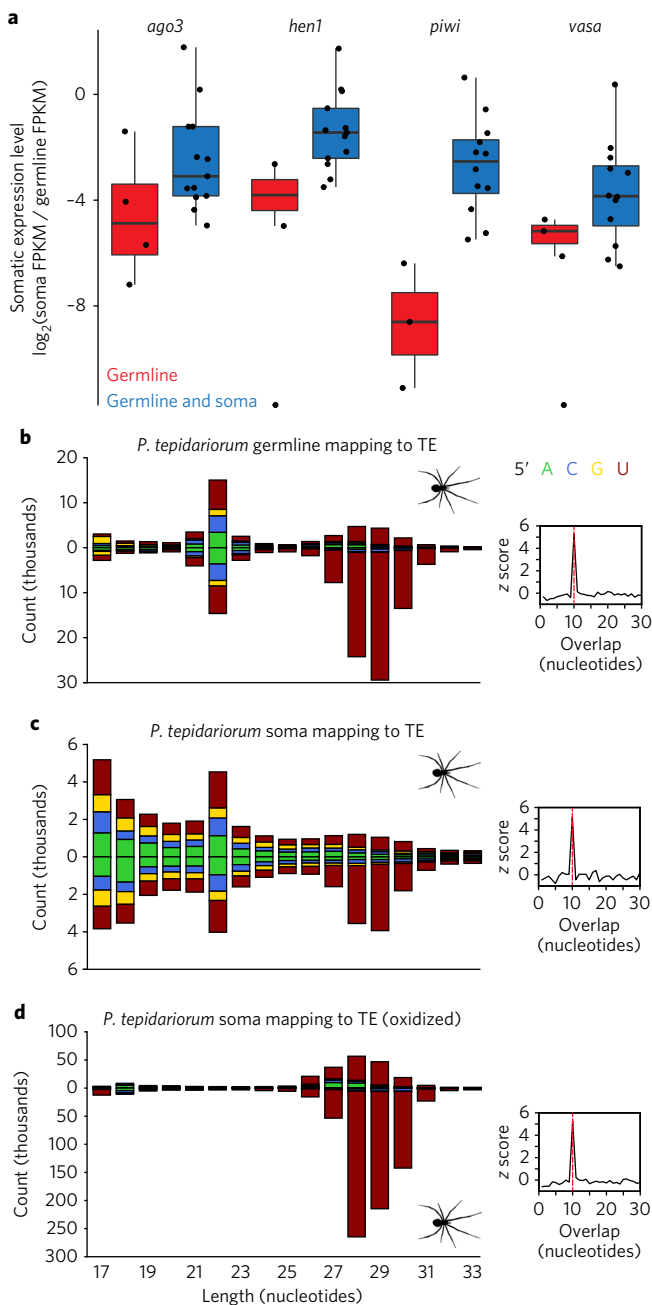 a
ago3 hen1 piwi vasa
Somatic expression level
log2(soma FPKM / germline FPKM)
0
−4
−8
Germline
Germline and soma
b
P. tepidariorum germline mapping to TE
5′ A C G U
Count (thousands)
20
10
0
10
20
30
z score
6
4
2
0
0 10 20 30
Overlap
(nucleotides)
c
P. tepidariorum soma mapping to TE
Count (thousands)
6
4
2
0
2
4
6
z score
6
4
2
0
0 10 20 30
Overlap
(nucleotides)
d
P. tepidariorum soma mapping to TE (oxidized)
Count (thousands)
100
50
0
50
100
150
200
250
300
17 19 21 23 25 27 29 31 33
Length (nucleotides)
z score
6
4
2
0
0 10 20 30
Overlap
(nucleotides)